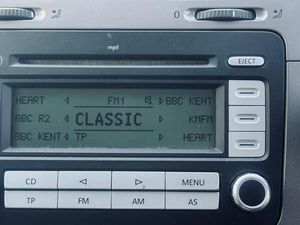 0
mp3
EJECT
HEART FM1 BBC KENT
BBC R2 CLASSIC KMFM
BBC KENT TP HEART
CD MENU
TP FM AM AS